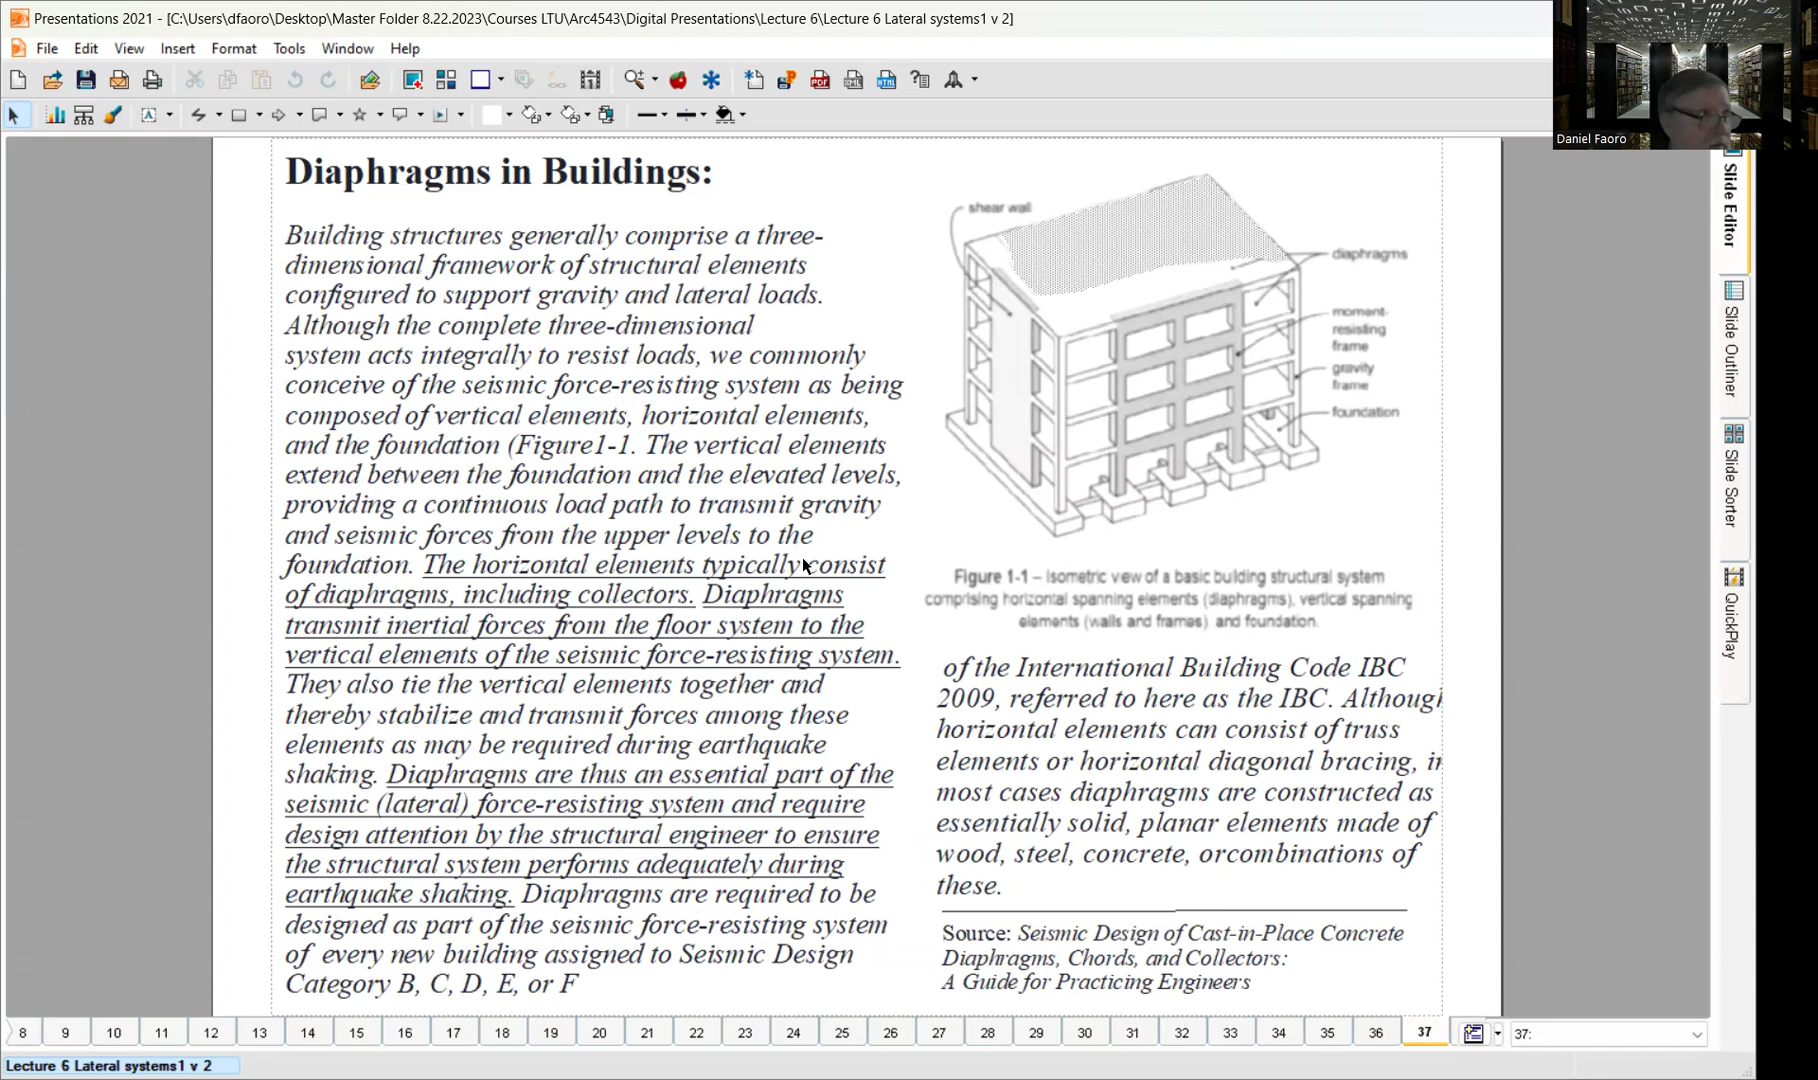 Presentations 2021 - [C:\Users\dfaoro\Desktop\Master Folder 8.22.2023\Courses LTU\Arc4543\Digital Presentations\Lecture 6\Lecture 6 Lateral systems1 v 2]
File Edit View Insert Format Tools Window Help
Daniel Faoro
Diaphragms in Buildings:
Building structures generally comprise a three-
dimensional framework of structural elements
configured to support gravity and lateral loads.
Although the complete three-dimensional
system acts integrally to resist loads, we commonly
conceive of the seismic force-resisting system as being
composed of vertical elements, horizontal elements,
and the foundation (Figure1-1. The vertical elements
extend between the foundation and the elevated levels,
providing a continuous load path to transmit gravity
and seismic forces from the upper levels to the
foundation. The horizontal elements typically consist
of diaphragms, including collectors. Diaphragms
transmit inertial forces from the floor system to the
vertical elements of the seismic force-resisting system.
They also tie the vertical elements together and
thereby stabilize and transmit forces among these
elements as may be required during earthquake
shaking. Diaphragms are thus an essential part of the
seismic (lateral) force-resisting system and require
design attention by the structural engineer to ensure
the structural system performs adequately during
earthquake shaking. Diaphragms are required to be
designed as part of the seismic force-resisting system
of every new building assigned to Seismic Design
Category B, C, D, E, or F
shear wall
diaphragms
moment-
resisting
frame
gravity
frame
foundation
Figure 1-1 – Isometric view of a basic building structural system
comprising horizontal spanning elements (diaphragms), vertical spanning
elements (walls and frames) and foundation.
of the International Building Code IBC
2009, referred to here as the IBC. Although
horizontal elements can consist of truss
elements or horizontal diagonal bracing, in
most cases diaphragms are constructed as
essentially solid, planar elements made of
wood, steel, concrete, orcombinations of
these.
Source: Seismic Design of Cast-in-Place Concrete
Diaphragms, Chords, and Collectors:
A Guide for Practicing Engineers
Slide Editor
Slide Outliner
Slide Sorter
QuickPlay
8 9 10 11 12 13 14 15 16 17 18 19 20 21 22 23 24 25 26 27 28 29 30 31 32 33 34 35 36 37 37:
Lecture 6 Lateral systems1 v 2